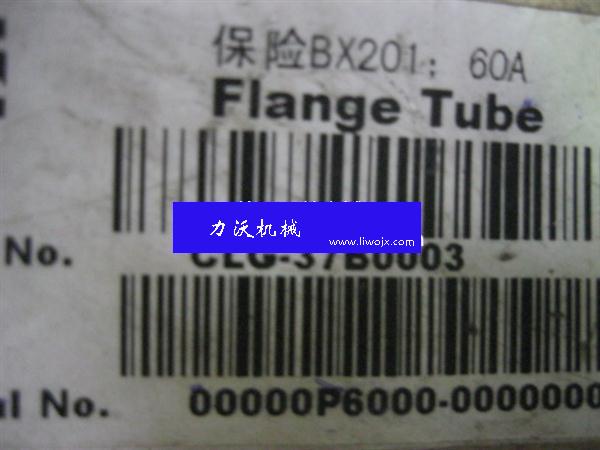 保险BX201: 60A
Flange Tube
力沃机械
www.liwojx.com
No. CLG-37B0003
No. 00000P6000-0000000